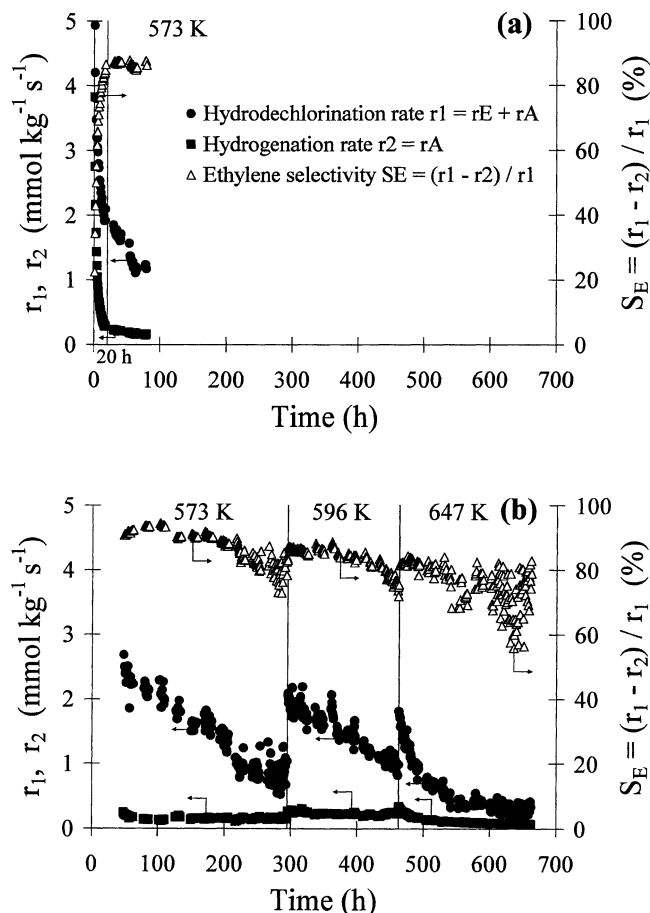 (a)
573 K
5
4
3
2
1
0
r₁, r₂ (mmol kg⁻¹ s⁻¹)
100
80
60
40
20
0
S_E = (r₁ - r₂) / r₁ (%)
Hydrodechlorination rate r1 = rE + rA
Hydrogenation rate r2 = rA
Ethylene selectivity SE = (r1 - r2) / r1
20 h
0 100 200 300 400 500 600 700
Time (h)
(b)
573 K 596 K 647 K
5
4
3
2
1
0
r₁, r₂ (mmol kg⁻¹ s⁻¹)
100
80
60
40
20
0
S_E = (r₁ - r₂) / r₁ (%)
0 100 200 300 400 500 600 700
Time (h)